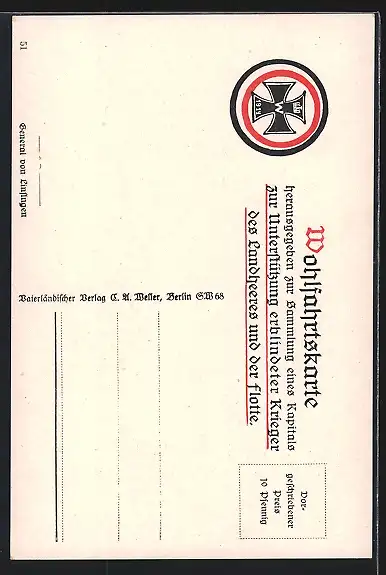 Wohlfahrtskarte
herausgegeben zur Sammlung eines Kapitals
zur Unterstützung erblindeter Krieger
des Landheeres und der Flotte.
W
1914
Vor-
geschriebener
Preis
10 Pfennig
Vaterländischer Verlag C. A. Weller, Berlin SW 68
51
General von Linsingen